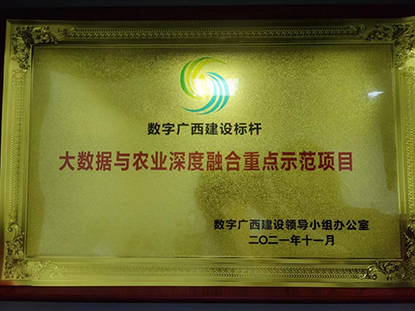 数字广西建设标杆
大数据与农业深度融合重点示范项目
数字广西建设领导小组办公室
二〇二一年十一月